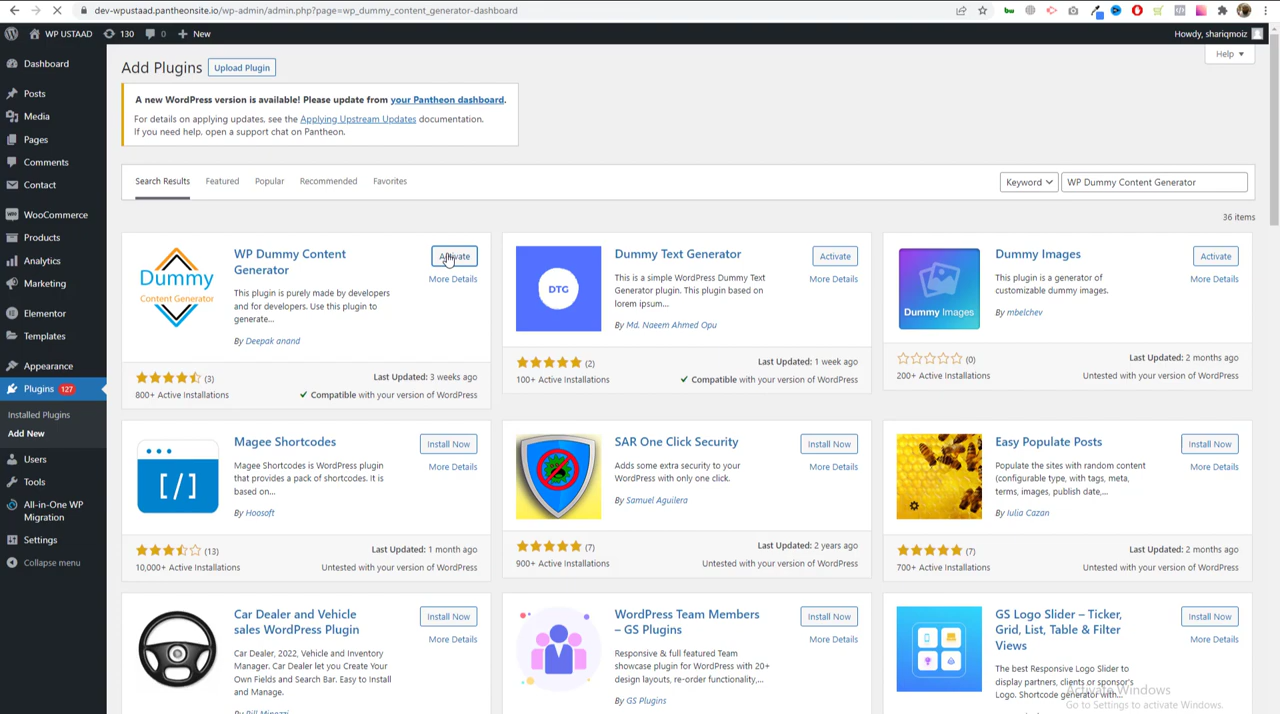 dev-wpustaad.pantheonsite.io/wp-admin/admin.php?page=wp_dummy_content_generator-dashboard
WP USTAAD
130
0
New
Howdy, shariqmoiz
Dashboard
Posts
Media
Pages
Comments
Contact
WooCommerce
Products
Analytics
Marketing
Elementor
Templates
Appearance
Plugins 127
Installed Plugins
Add New
Users
Tools
All-in-One WP
Migration
Settings
Collapse menu
Help
Add Plugins
Upload Plugin
A new WordPress version is available! Please update from your Pantheon dashboard.
For details on applying updates, see the Applying Upstream Updates documentation.
If you need help, open a support chat on Pantheon.
Search Results
Featured
Popular
Recommended
Favorites
Keyword
WP Dummy Content Generator
36 items
Dummy
Content Generator
WP Dummy Content
Generator
Activate
More Details
This plugin is purely made by developers
and for developers. Use this plugin to
generate...
By Deepak anand
(3)
Last Updated: 3 weeks ago
800+ Active Installations
Compatible with your version of WordPress
DTG
Dummy Text Generator
Activate
More Details
This is a simple WordPress Dummy Text
Generator plugin. This plugin based on
lorem ipsum...
By Md. Naeem Ahmed Opu
(2)
Last Updated: 1 week ago
100+ Active Installations
Compatible with your version of WordPress
Dummy Images
Dummy Images
Activate
More Details
This plugin is a generator of
customizable dummy images.
By mbelchev
(0)
Last Updated: 2 months ago
200+ Active Installations
Untested with your version of WordPress
[/]
Magee Shortcodes
Install Now
More Details
Magee Shortcodes is WordPress plugin
that provides a pack of shortcodes. It is
based on...
By Hoosoft
(13)
Last Updated: 1 month ago
10,000+ Active Installations
Untested with your version of WordPress
SAR One Click Security
Install Now
More Details
Adds some extra security to your
WordPress with only one click.
By Samuel Aguilera
(7)
Last Updated: 2 years ago
900+ Active Installations
Untested with your version of WordPress
Easy Populate Posts
Install Now
More Details
Populate the sites with random content
(configurable type, with tags, meta,
terms, images, publish date,...
By Iulia Cazan
(7)
Last Updated: 2 months ago
700+ Active Installations
Untested with your version of WordPress
Car Dealer and Vehicle
sales WordPress Plugin
Install Now
More Details
Car Dealer, 2022, Vehicle and Inventory
Manager. Car Dealer let you Create Your
Own Fields and Search Bar. Easy to Install
and Manage.
WordPress Team Members
– GS Plugins
Install Now
More Details
Responsive & full featured Team
showcase plugin for WordPress with 20+
design layouts, re-order functionality,...
By GS Plugins
GS Logo Slider – Ticker,
Grid, List, Table & Filter
Views
Install Now
More Details
The best Responsive Logo Slider to
display partners, clients or sponsor's
Logo. Shortcode generator with...
Activate Windows
Go to Settings to activate Windows.